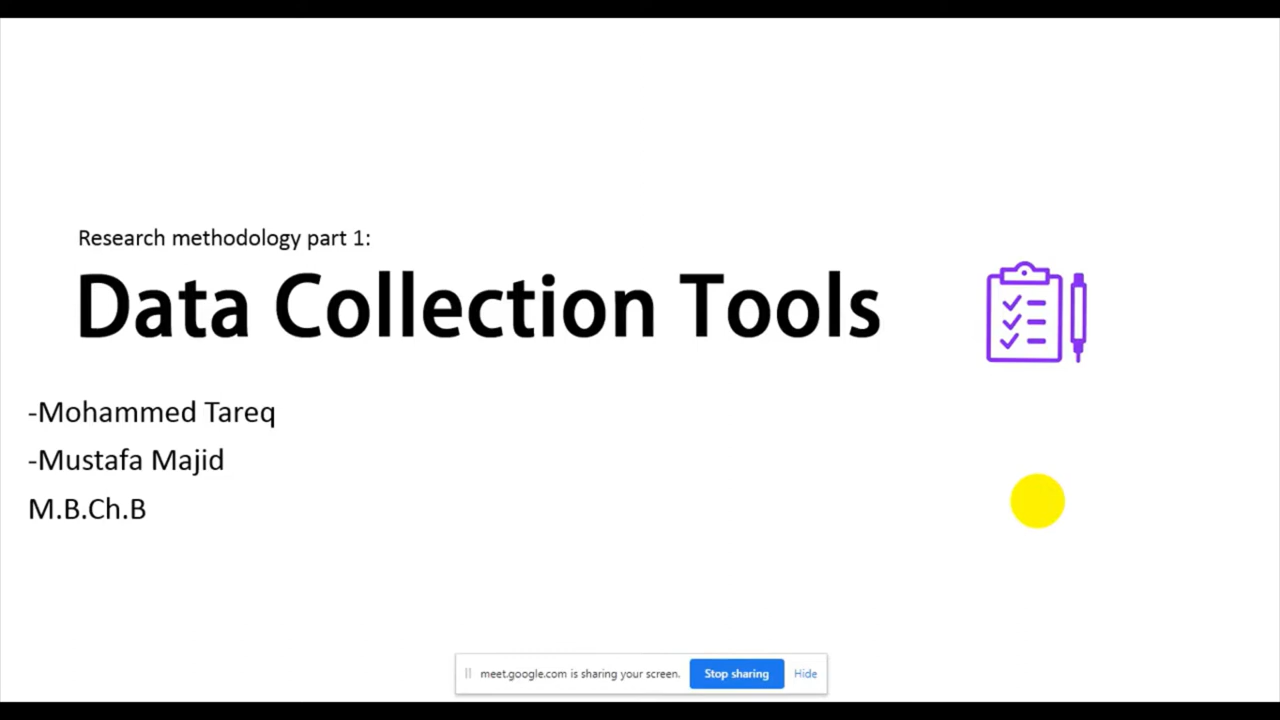 Research methodology part 1:
Data Collection Tools
-Mohammed Tareq
-Mustafa Majid
M.B.Ch.B
meet.google.com is sharing your screen. Stop sharing Hide